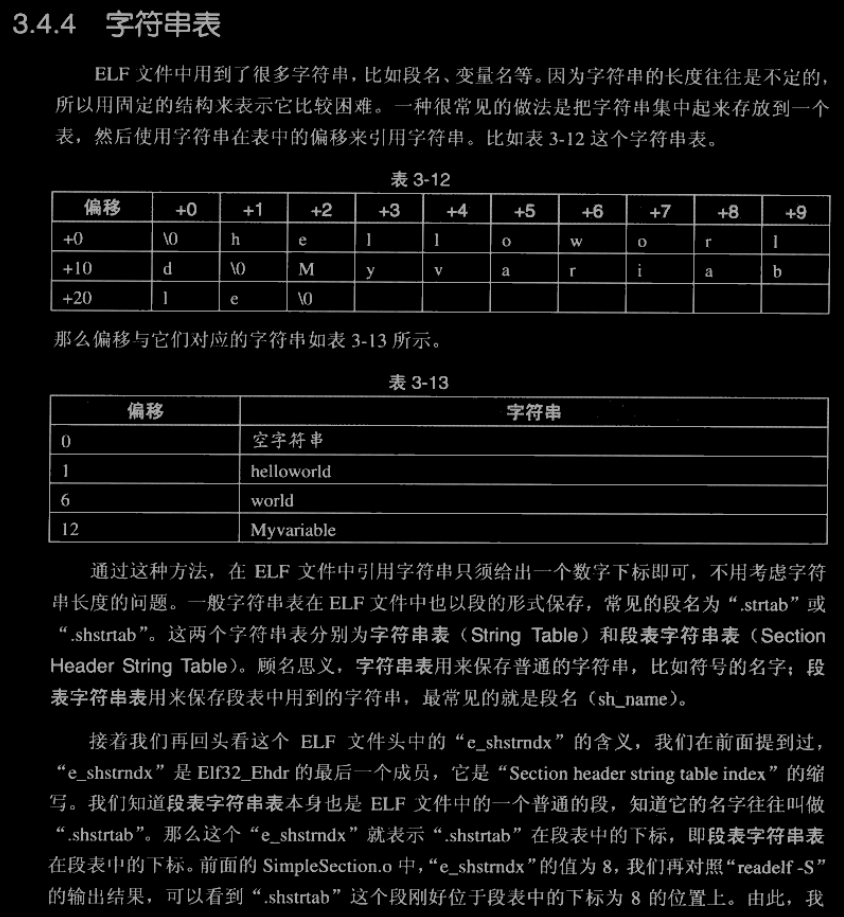 3.4.4 字符串表
ELF 文件中用到了很多字符串，比如段名、变量名等。因为字符串的长度往往是不定的，
所以用固定的结构来表示它比较困难。一种很常见的做法是把字符串集中起来存放到一个
表，然后使用字符串在表中的偏移来引用字符串。比如表 3-12 这个字符串表。
表 3-12
偏移 +0 +1 +2 +3 +4 +5 +6 +7 +8 +9
+0 \0 h e l l o w o r l
+10 d \0 M y v a r i a b
+20 l e \0
那么偏移与它们对应的字符串如表 3-13 所示。
表 3-13
偏移 字符串
0 空字符串
1 helloworld
6 world
12 Myvariable
通过这种方法，在 ELF 文件中引用字符串只须给出一个数字下标即可，不用考虑字符
串长度的问题。一般字符串表在 ELF 文件中也以段的形式保存，常见的段名为“.strtab”或
“.shstrtab”。这两个字符串表分别为字符串表（String Table）和段表字符串表（Section
Header String Table）。顾名思义，字符串表用来保存普通的字符串，比如符号的名字；段
表字符串表用来保存段表中用到的字符串，最常见的就是段名（sh_name）。
接着我们再回头看这个 ELF 文件头中的“e_shstrndx”的含义，我们在前面提到过，
“e_shstrndx”是 Elf32_Ehdr 的最后一个成员，它是“Section header string table index”的缩
写。我们知道段表字符串表本身也是 ELF 文件中的一个普通的段，知道它的名字往往叫做
“.shstrtab”。那么这个“e_shstrndx”就表示“.shstrtab”在段表中的下标，即段表字符串表
在段表中的下标。前面的 SimpleSection.o 中，“e_shstrndx”的值为 8，我们再对照“readelf -S”
的输出结果，可以看到“.shstrtab”这个段刚好位于段表中的下标为 8 的位置上。由此，我